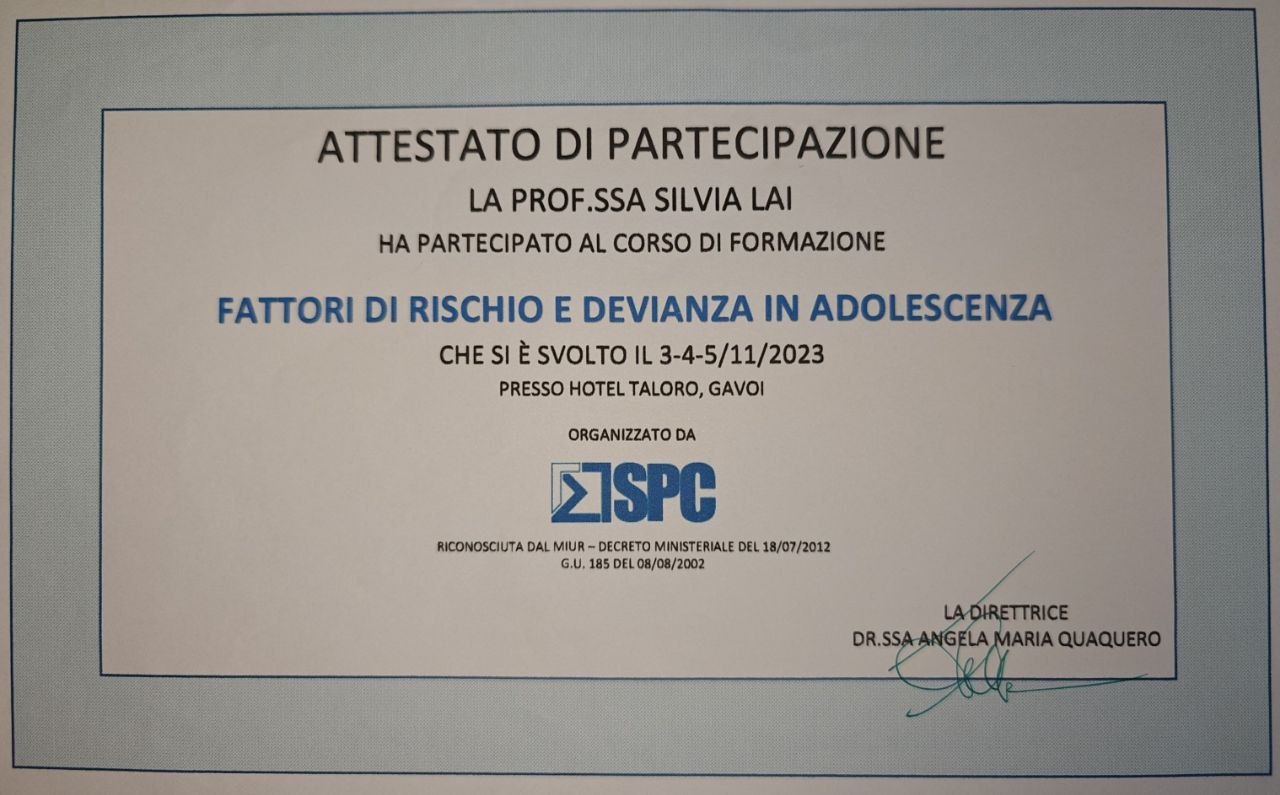 ATTESTATO DI PARTECIPAZIONE
LA PROF.SSA SILVIA LAI
HA PARTECIPATO AL CORSO DI FORMAZIONE
FATTORI DI RISCHIO E DEVIANZA IN ADOLESCENZA
CHE SI È SVOLTO IL 3-4-5/11/2023
PRESSO HOTEL TALORO, GAVOI
ORGANIZZATO DA
ISPC
RICONOSCIUTA DAL MIUR – DECRETO MINISTERIALE DEL 18/07/2012
G.U. 185 DEL 08/08/2002
LA DIRETTRICE
DR.SSA ANGELA MARIA QUAQUERO